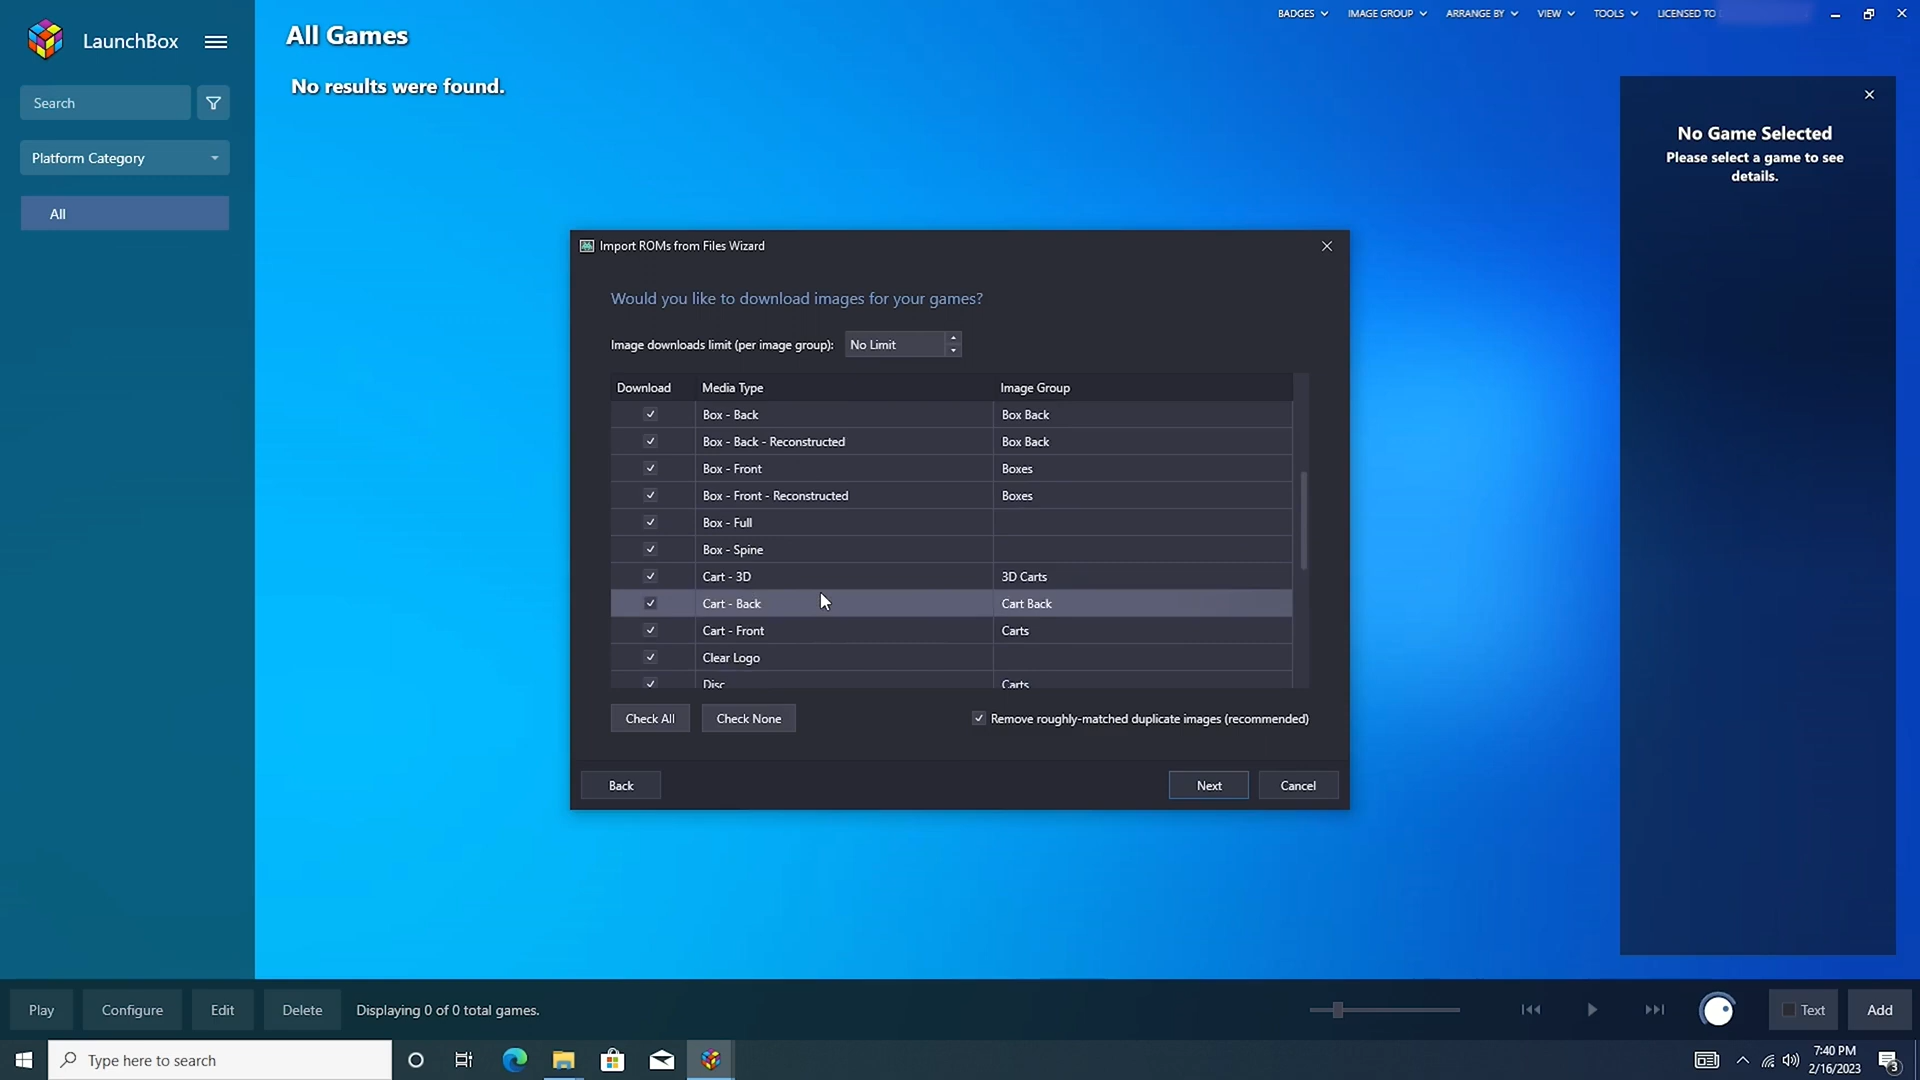 LaunchBox
All Games
BADGES IMAGE GROUP ARRANGE BY VIEW TOOLS LICENSED TO
No results were found.
Search
Platform Category
All
No Game Selected
Please select a game to see
details.
Import ROMs from Files Wizard
Would you like to download images for your games?
Image downloads limit (per image group): No Limit
Download Media Type Image Group
Box - Back Box Back
Box - Back - Reconstructed Box Back
Box - Front Boxes
Box - Front - Reconstructed Boxes
Box - Full
Box - Spine
Cart - 3D 3D Carts
Cart - Back Cart Back
Cart - Front Carts
Clear Logo
Disc Carts
Check All Check None Remove roughly-matched duplicate images (recommended)
Back Next Cancel
Play Configure Edit Delete Displaying 0 of 0 total games. Text Add
Type here to search
7:40 PM
2/16/2023
3